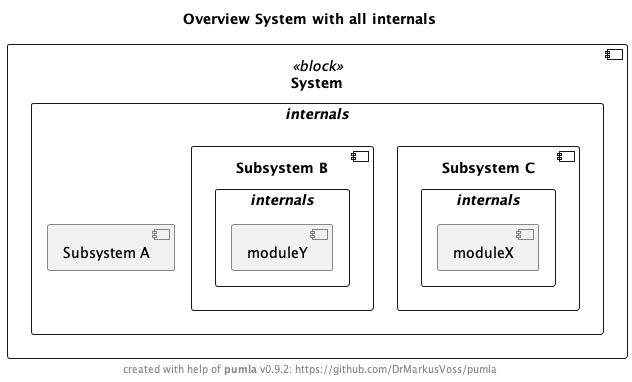 Overview System with all internals
«block»
System
internals
Subsystem B
Subsystem C
internals
internals
Subsystem A
moduleY
moduleX
created with help of pumla v0.9.2: https://github.com/DrMarkusVoss/pumla